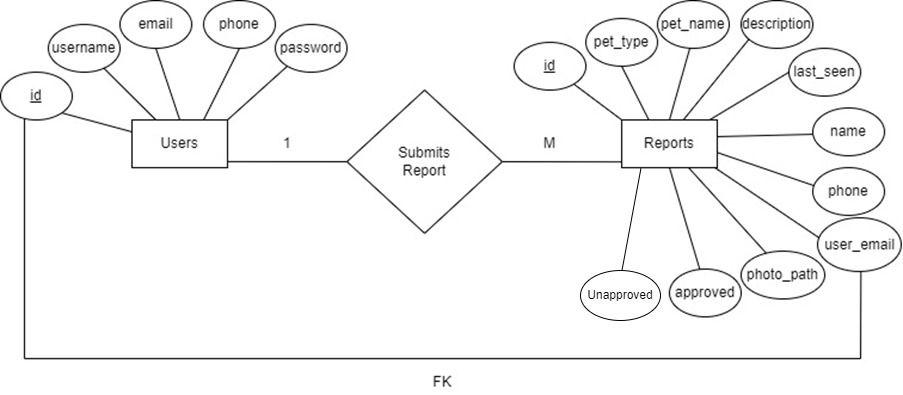 email
phone
username
password
id
Users
1
Submits
Report
M
id
pet_type
pet_name
description
last_seen
name
phone
user_email
photo_path
approved
Unapproved
Reports
FK